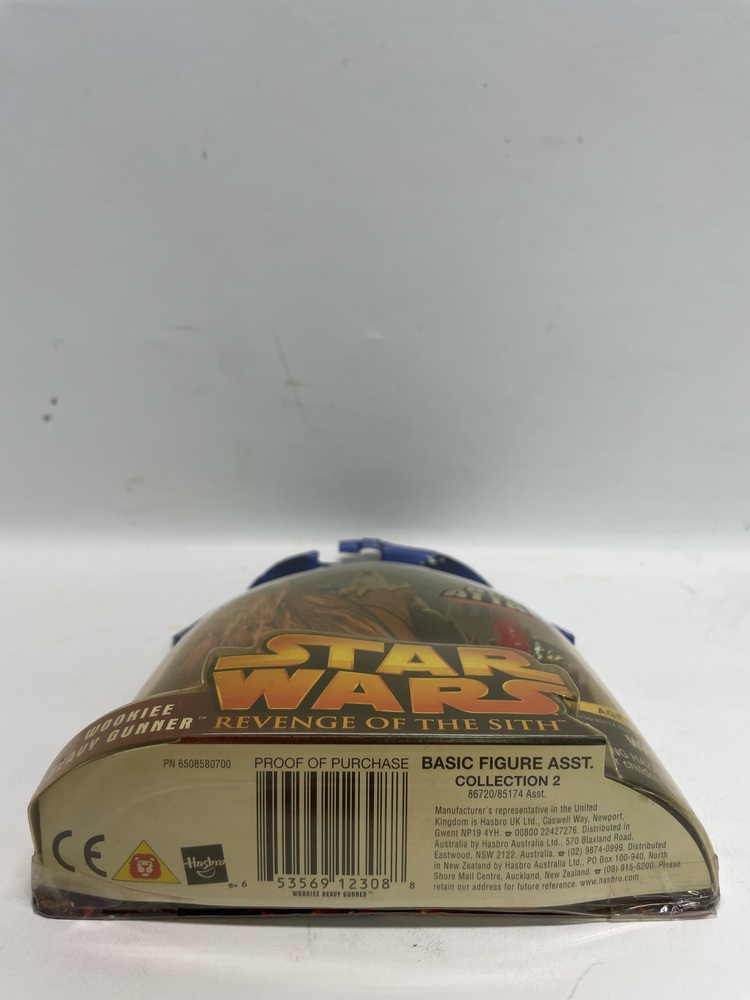 STAR
WARS
REVENGE OF THE SITH™
WOOKIEE
HEAVY GUNNER™
PN 6508580700
PROOF OF PURCHASE
BASIC FIGURE ASST.
COLLECTION 2
86720/85174 Asst.
Manufacturer's representative in the United
Kingdom is Hasbro UK Ltd., Caswell Way, Newport,
Gwent NP19 4YH. ☎ 00800 22427276. Distributed in
Australia by Hasbro Australia Ltd., 570 Blaxland Road,
Eastwood, NSW 2122, Australia. ☎ (02) 9874-0999. Distributed
in New Zealand by Hasbro Australia Ltd., PO Box 100-940, North
Shore Mail Centre, Auckland, New Zealand ☎ (09) 915-5200. Please
retain our address for future reference. www.hasbro.com
CE
Hasbro
6 53569 12308 8
WOOKIEE HEAVY GUNNER™